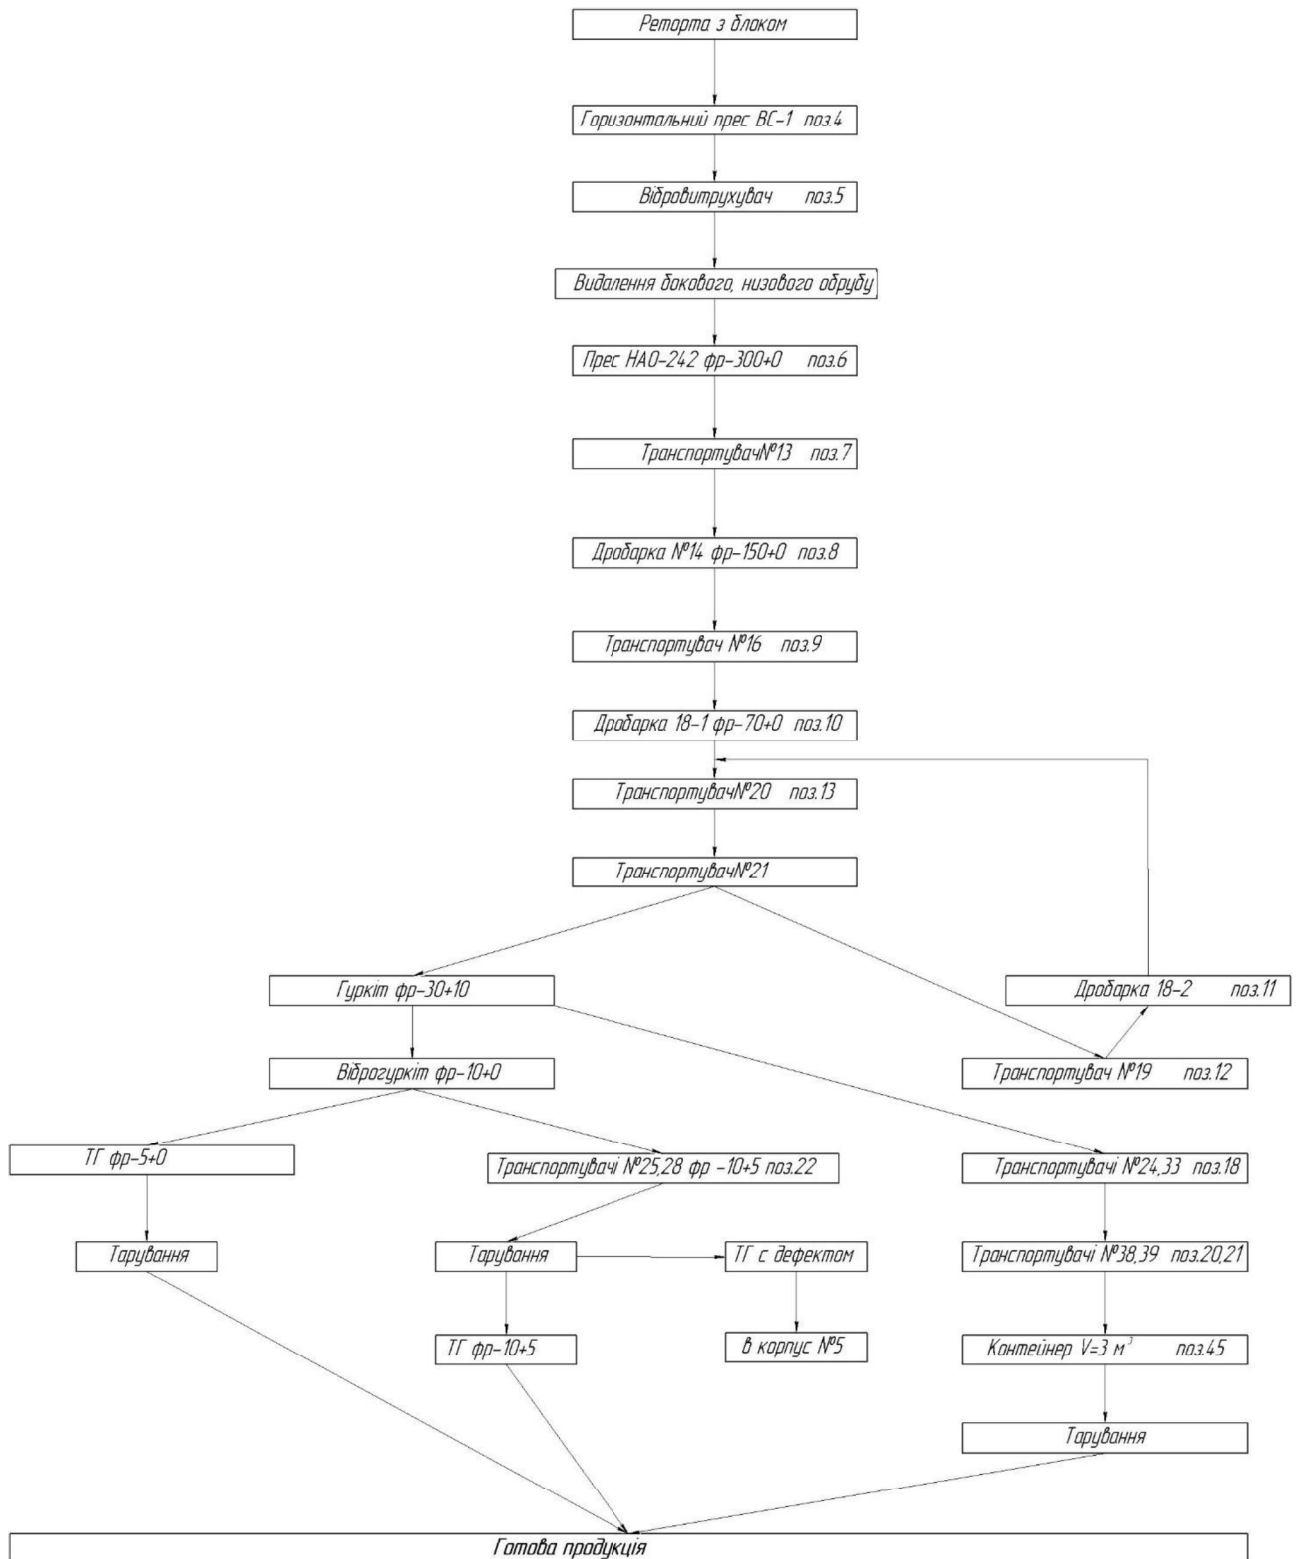 Реторта з блоком
Горизонтальний прес ВС-1 поз.4
Вібровитрухувач поз.5
Видалення бокового, низового обрубу
Прес НАО-242 фр-300+0 поз.6
Транспортувач№13 поз.7
Дробарка №14 фр-150+0 поз.8
Транспортувач №16 поз.9
Дробарка 18-1 фр-70+0 поз.10
Транспортувач№20 поз.13
Транспортувач№21
Гуркіт фр-30+10
Дробарка 18-2 поз.11
Віброгуркіт фр-10+0
Транспортувач №19 поз.12
ТГ фр-5+0
Транспортувачі №25,28 фр -10+5 поз.22
Транспортувачі №24,33 поз.18
Тарування
Тарування
ТГ с дефектом
Транспортувачі №38,39 поз.20,21
ТГ фр-10+5
в корпус №5
Контейнер V=3 м³ поз.45
Тарування
Готова продукція